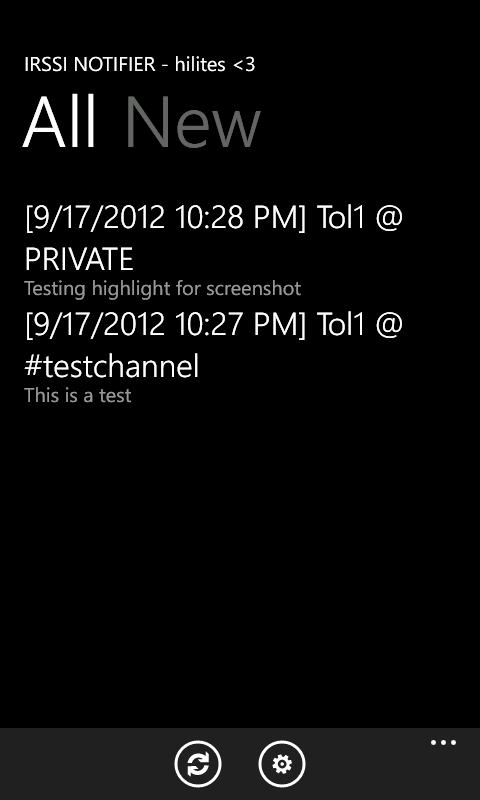 IRSSI NOTIFIER - hilites <3
All New
[9/17/2012 10:28 PM] Tol1 @
PRIVATE
Testing highlight for screenshot
[9/17/2012 10:27 PM] Tol1 @
#testchannel
This is a test